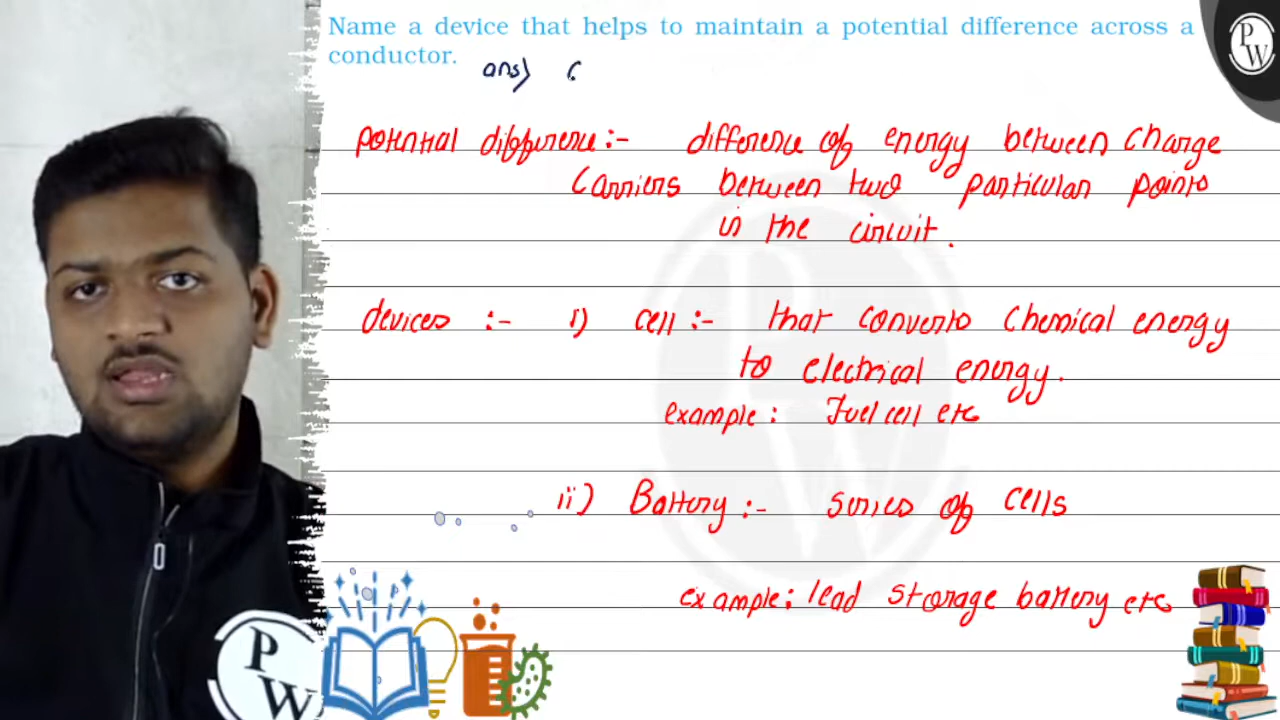 Name a device that helps to maintain a potential difference across a
conductor.
ans) c
potential difference :- difference of energy between charge
carriers between two particular points
in the circuit.
devices :- i) cell :- that converts chemical energy
to electrical energy.
example : Fuel cell etc
ii) Battery :- series of cells
example : lead storage battery etc
P
W
P
W
P
W